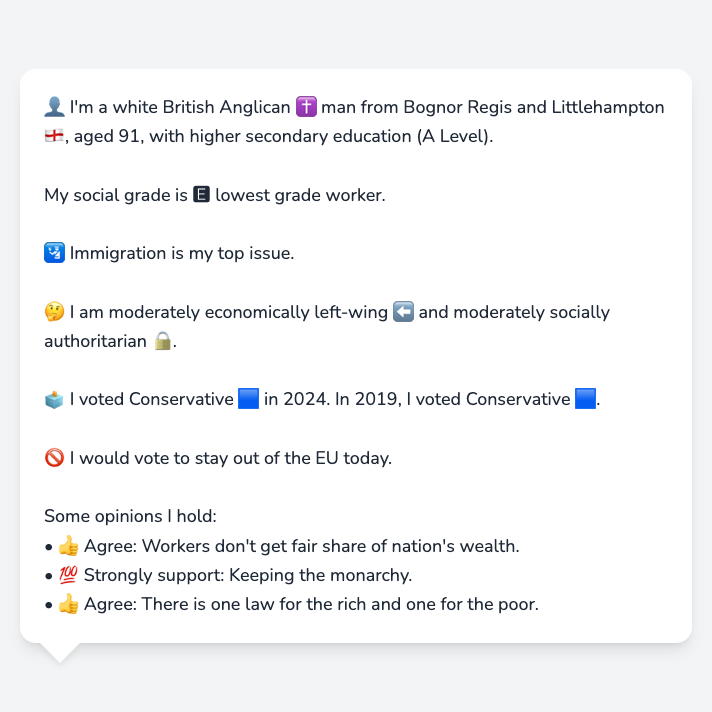 👤 I'm a white British Anglican ✝️ man from Bognor Regis and Littlehampton
🏴󠁧󠁢󠁥󠁮󠁧󠁿, aged 91, with higher secondary education (A Level).
My social grade is 🅴 lowest grade worker.
🛂 Immigration is my top issue.
🤔 I am moderately economically left-wing ⬅️ and moderately socially
authoritarian 🔒.
🗳️ I voted Conservative 🟦 in 2024. In 2019, I voted Conservative 🟦.
🚫 I would vote to stay out of the EU today.
Some opinions I hold:
• 👍 Agree: Workers don't get fair share of nation's wealth.
• 💯 Strongly support: Keeping the monarchy.
• 👍 Agree: There is one law for the rich and one for the poor.